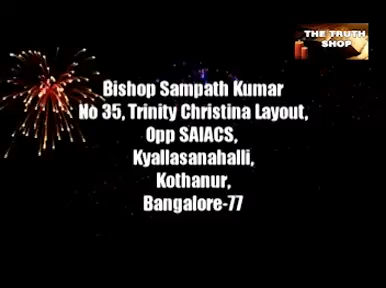 THE TRUTH
SHOP
Bishop Sampath Kumar
No 35, Trinity Christina Layout,
Opp SAIACS,
Kyallasanahalli,
Kothanur,
Bangalore-77